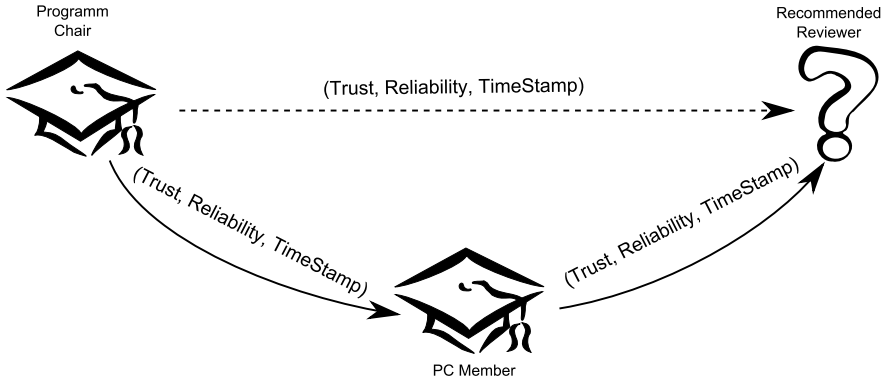 Programm
Chair
Recommended
Reviewer
(Trust, Reliability, TimeStamp)
(Trust, Reliability, TimeStamp)
(Trust, Reliability, TimeStamp)
PC Member